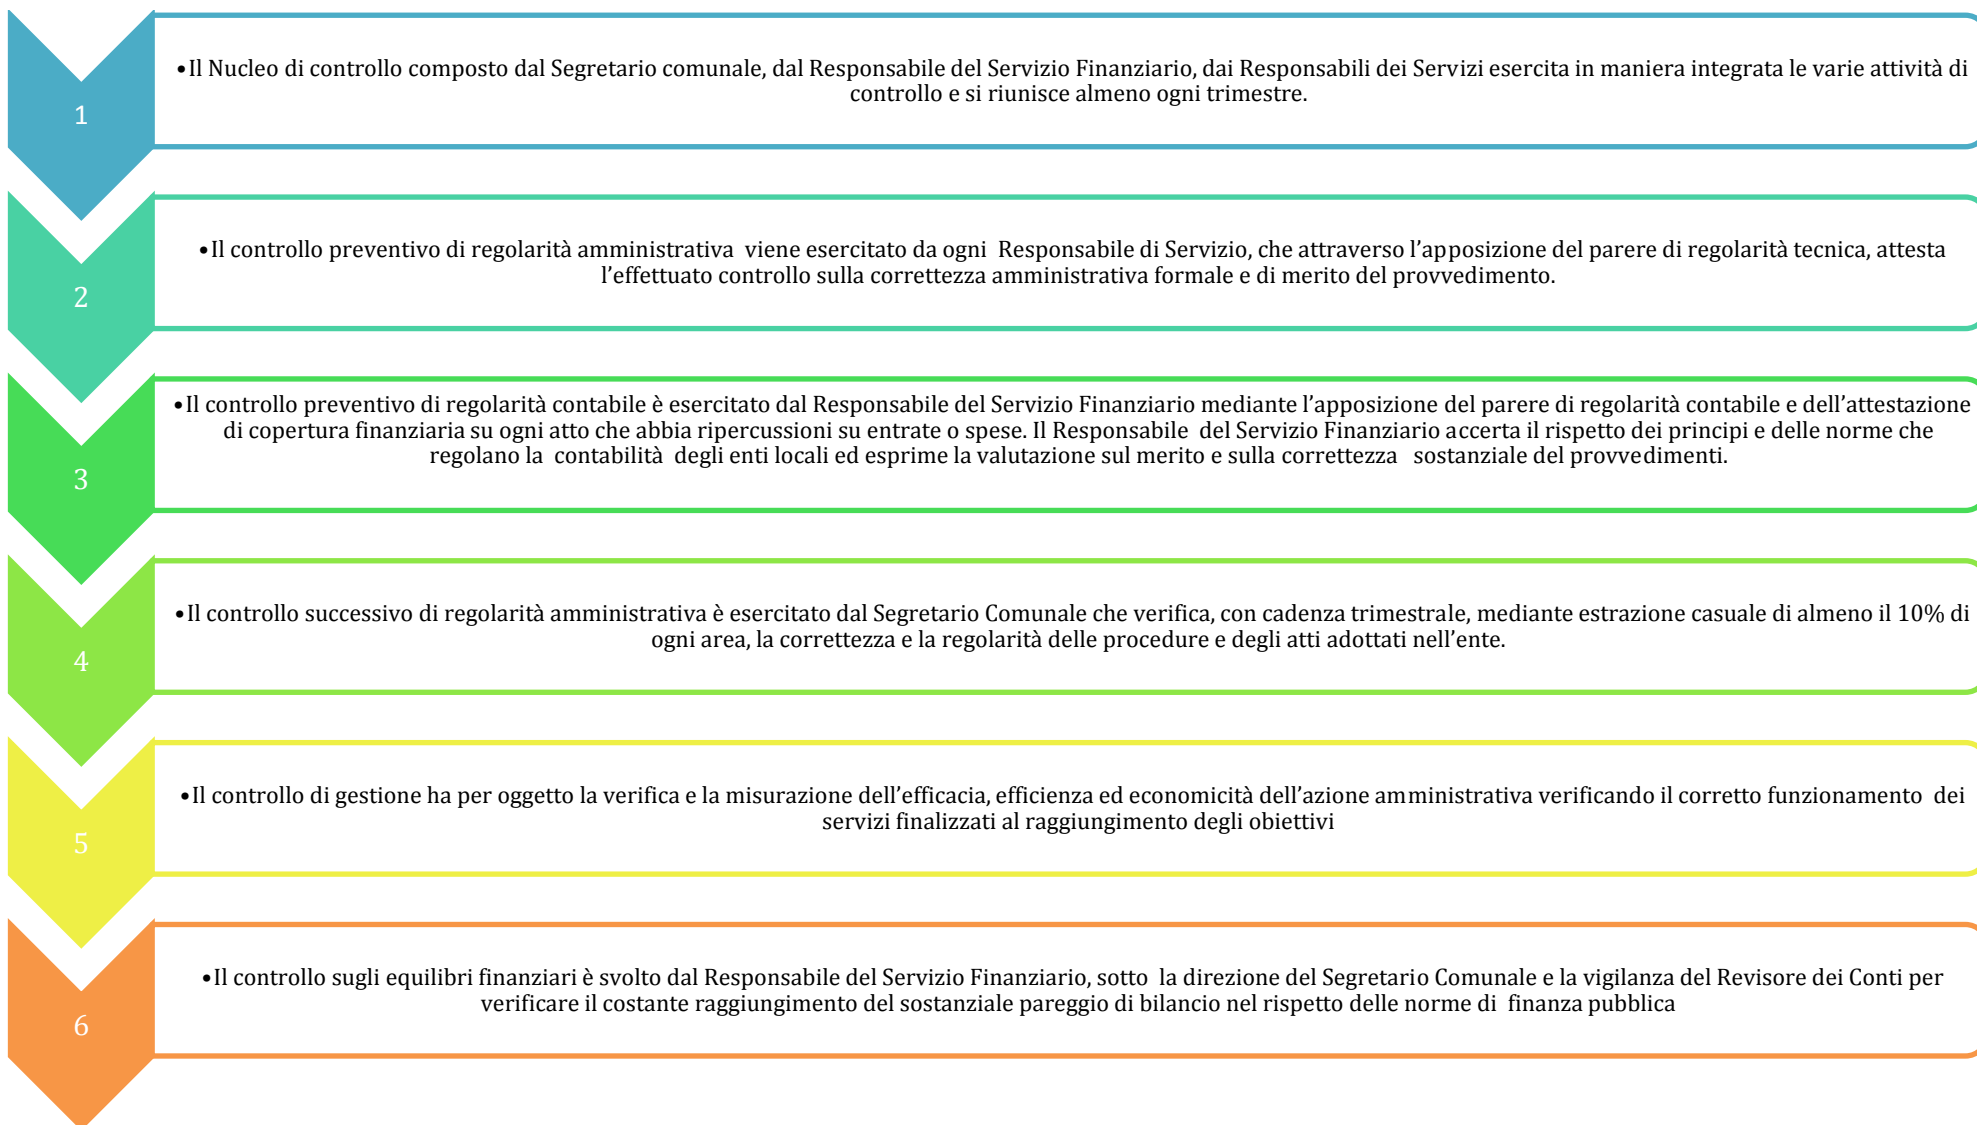 1
•Il Nucleo di controllo composto dal Segretario comunale, dal Responsabile del Servizio Finanziario, dai Responsabili dei Servizi esercita in maniera integrata le varie attività di
controllo e si riunisce almeno ogni trimestre.
2
•Il controllo preventivo di regolarità amministrativa  viene esercitato da ogni  Responsabile di Servizio, che attraverso l’apposizione del parere di regolarità tecnica, attesta
l’effettuato controllo sulla correttezza amministrativa formale e di merito del provvedimento.
3
•Il controllo preventivo di regolarità contabile è esercitato dal Responsabile del Servizio Finanziario mediante l’apposizione del parere di regolarità contabile e dell’attestazione
di copertura finanziaria su ogni atto che abbia ripercussioni su entrate o spese. Il Responsabile  del Servizio Finanziario accerta il rispetto dei principi e delle norme che
regolano la  contabilità  degli enti locali ed esprime la valutazione sul merito e sulla correttezza   sostanziale del provvedimenti.
4
•Il controllo successivo di regolarità amministrativa è esercitato dal Segretario Comunale che verifica, con cadenza trimestrale, mediante estrazione casuale di almeno il 10% di
ogni area, la correttezza e la regolarità delle procedure e degli atti adottati nell’ente.
5
•Il controllo di gestione ha per oggetto la verifica e la misurazione dell’efficacia, efficienza ed economicità dell’azione amministrativa verificando il corretto funzionamento  dei
servizi finalizzati al raggiungimento degli obiettivi
6
•Il controllo sugli equilibri finanziari è svolto dal Responsabile del Servizio Finanziario, sotto  la direzione del Segretario Comunale e la vigilanza del Revisore dei Conti per
verificare il costante raggiungimento del sostanziale pareggio di bilancio nel rispetto delle norme di  finanza pubblica